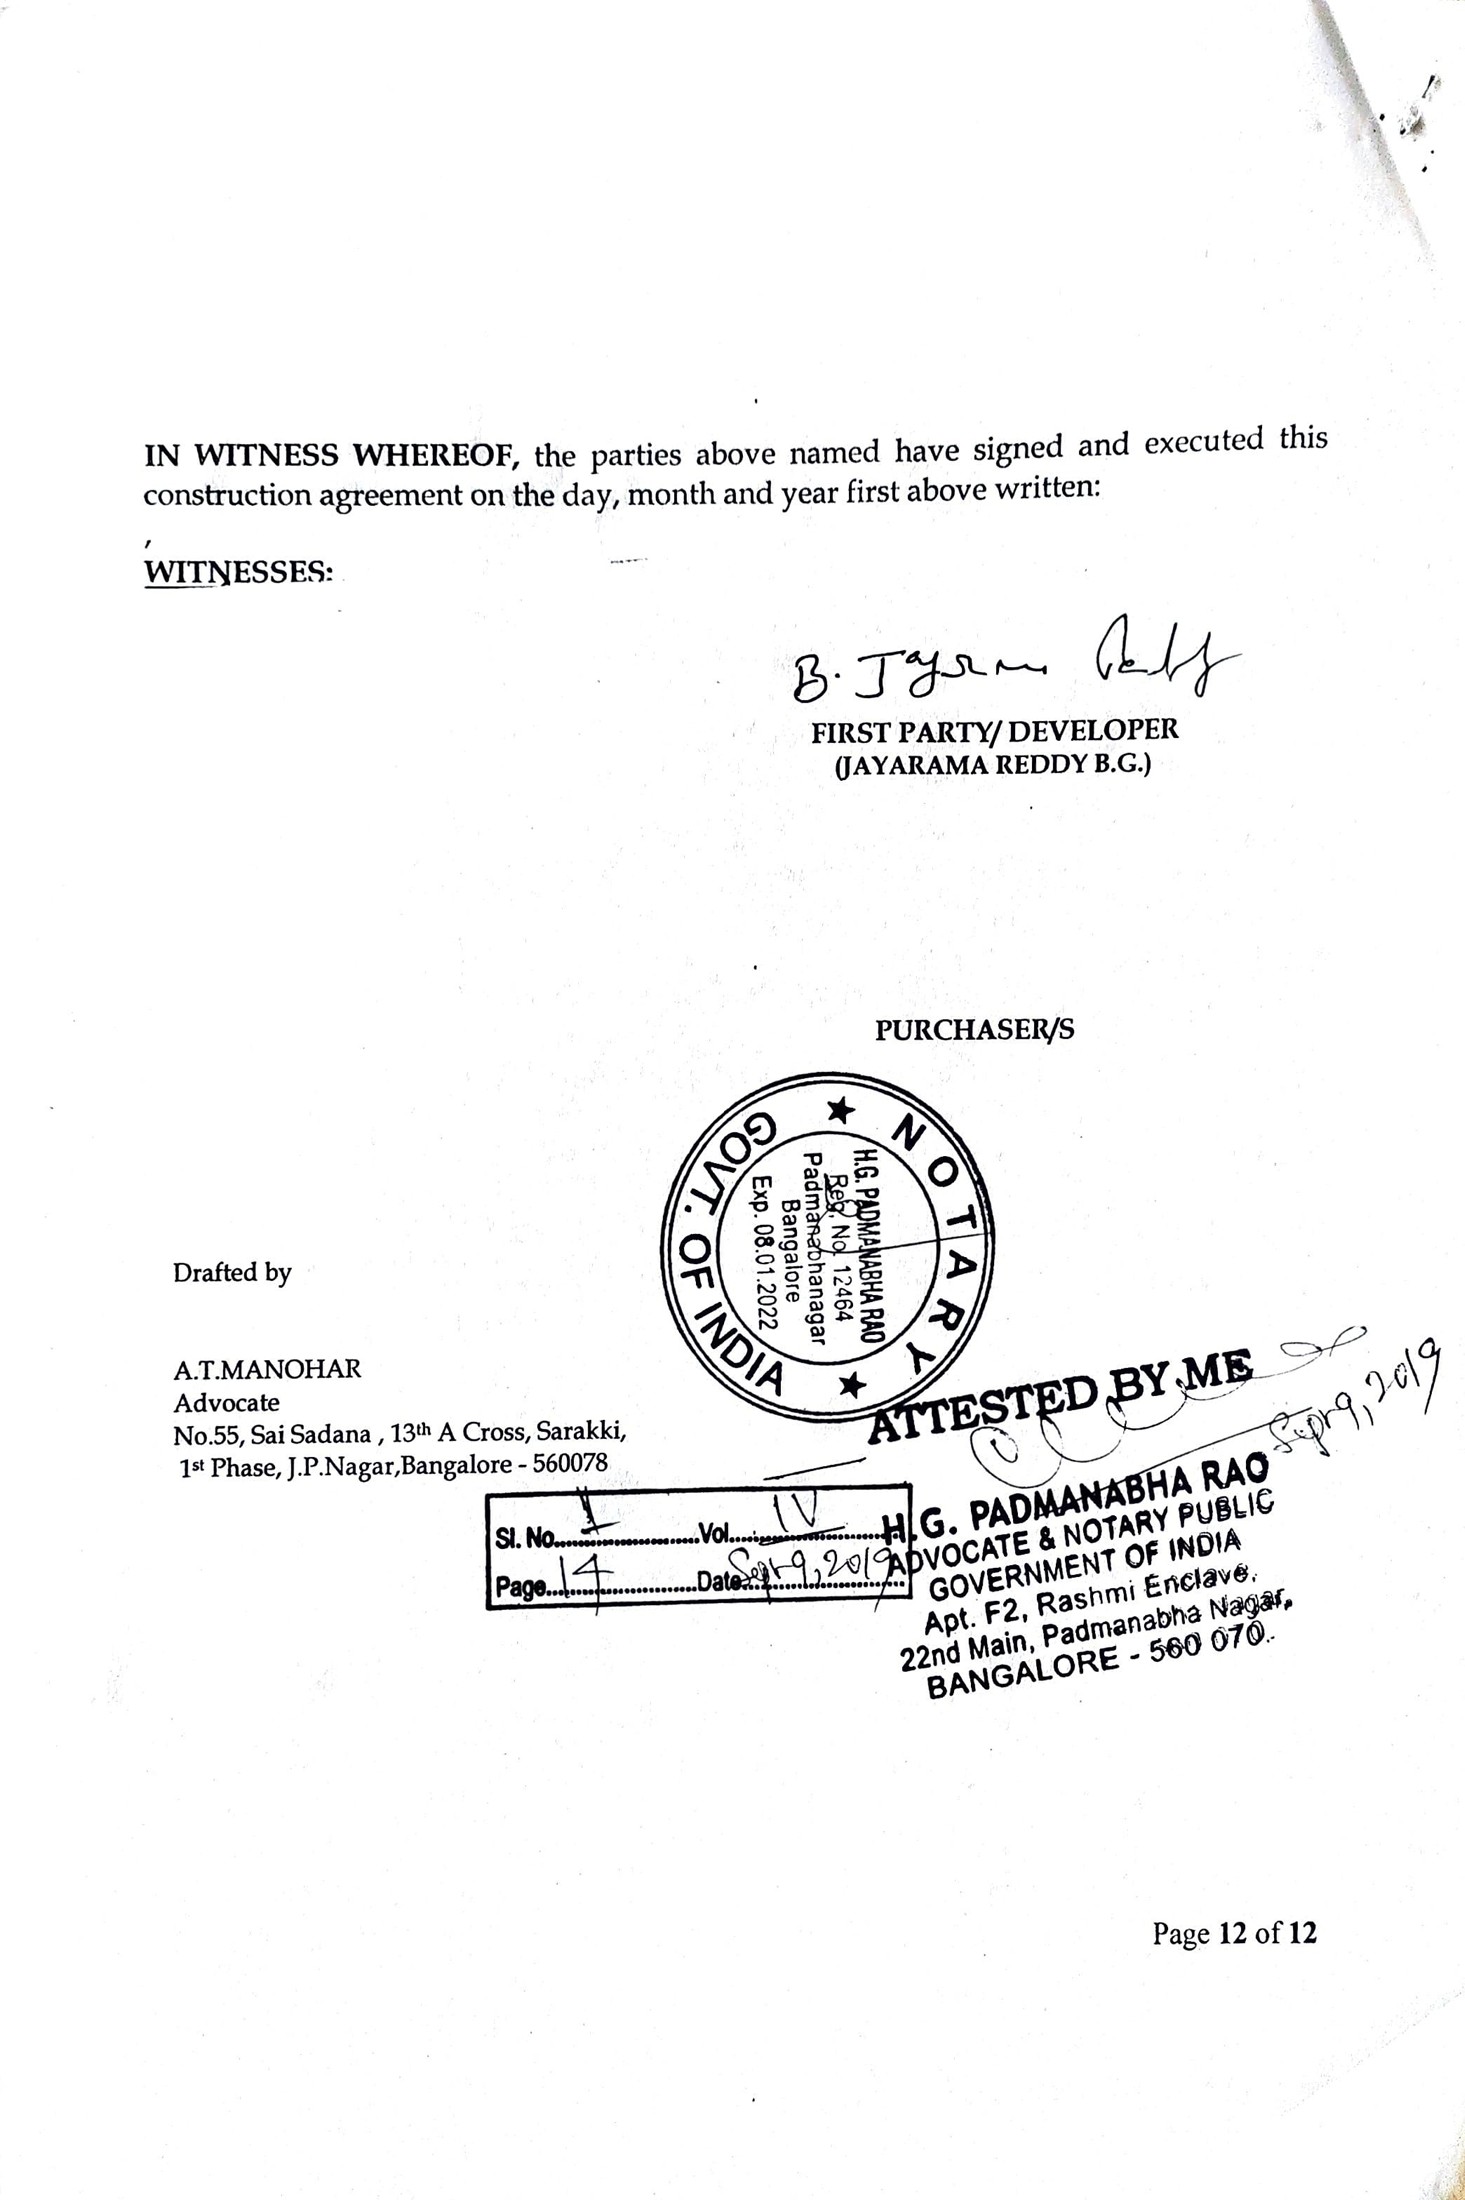 IN WITNESS WHEREOF, the parties above named have signed and executed this
construction agreement on the day, month and year first above written:
,
WITNESSES:
B. Jayarama Reddy
FIRST PARTY/ DEVELOPER
(JAYARAMA REDDY B.G.)
PURCHASER/S
NOTARY
GOVT. OF INDIA
H.G. PADMANABHA RAO
Reg. No. 12464
Padmanabhanagar
Bangalore
Exp. 08.01.2022
Drafted by
A.T.MANOHAR
Advocate
No.55, Sai Sadana , 13th A Cross, Sarakki,
1st Phase, J.P.Nagar,Bangalore - 560078
ATTESTED BY ME
Sept 9, 2019
Sl. No. 1 Vol. IV
Page 14 Date Sept 9, 2019
H.G. PADMANABHA RAO
ADVOCATE & NOTARY PUBLIC
GOVERNMENT OF INDIA
Apt. F2, Rashmi Enclave,
22nd Main, Padmanabha Nagar,
BANGALORE - 560 070.
Page 12 of 12